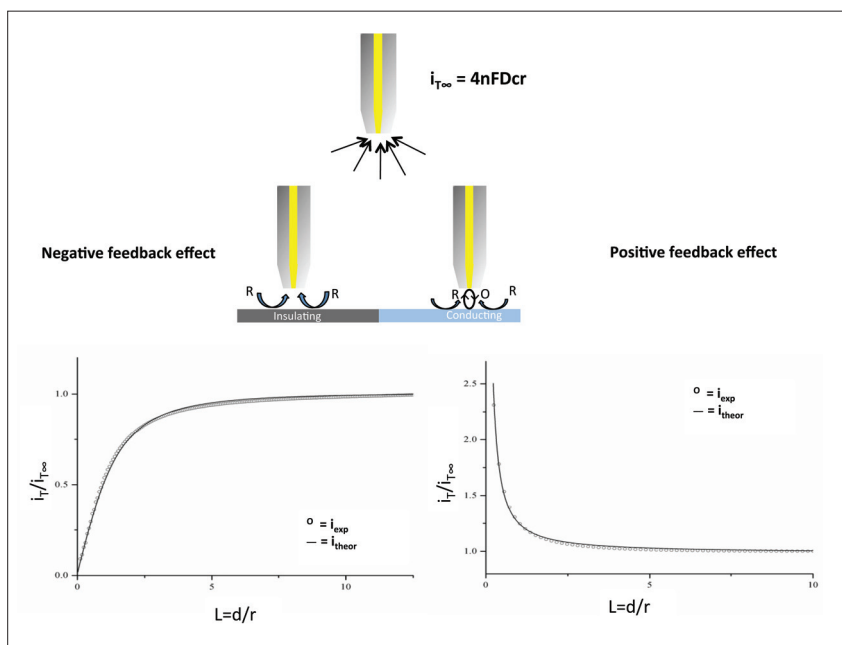 i_T∞ = 4nFDcr
Negative feedback effect
Positive feedback effect
R R
R O R
Insulating
Conducting
1.0
0.5
0.0
i_T/i_T∞
o = i_exp
— = i_theor
0 5 10
L=d/r
2.5
2.0
1.5
1.0
i_T/i_T∞
o = i_exp
— = i_theor
0 5 10
L=d/r